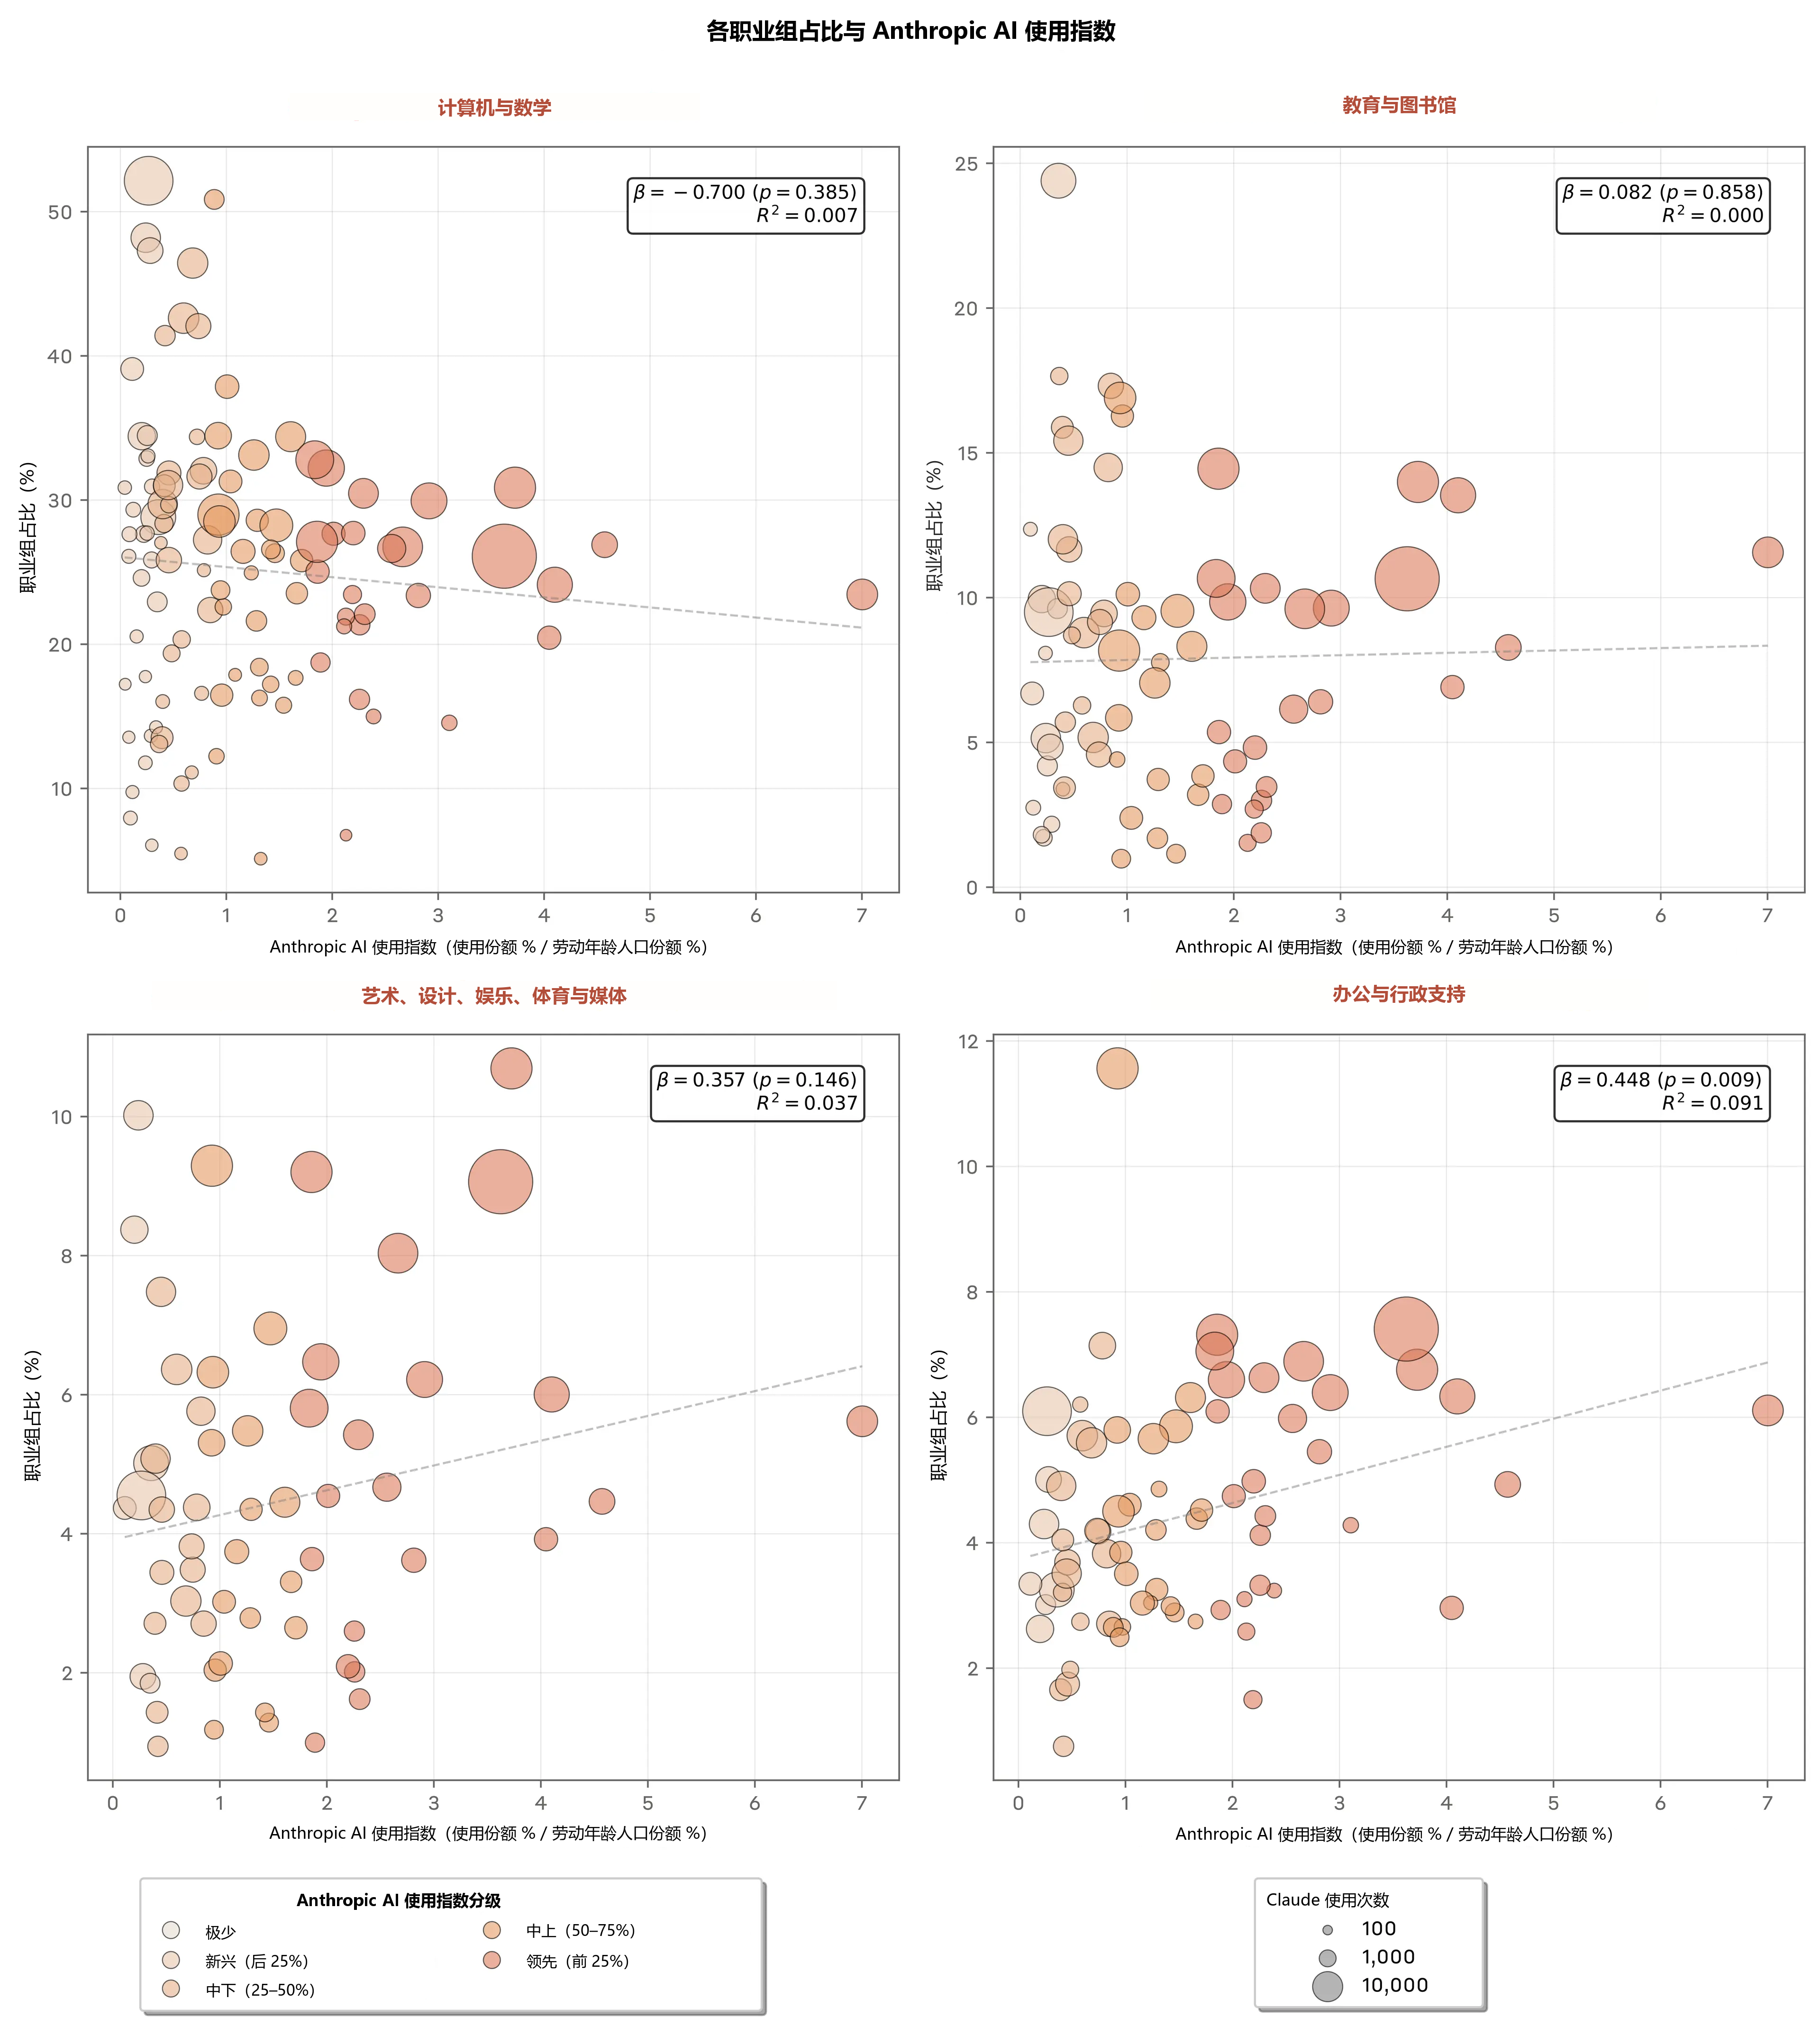 各职业组占比与 Anthropic AI 使用指数
计算机与数学
职业组占比（%）
50
40
30
20
10
β = −0.700 (p = 0.385)
R² = 0.007
0 1 2 3 4 5 6 7
Anthropic AI 使用指数（使用份额 % / 劳动年龄人口份额 %）
教育与图书馆
职业组占比（%）
25
20
15
10
5
0
β = 0.082 (p = 0.858)
R² = 0.000
0 1 2 3 4 5 6 7
Anthropic AI 使用指数（使用份额 % / 劳动年龄人口份额 %）
艺术、设计、娱乐、体育与媒体
职业组占比（%）
10
8
6
4
2
β = 0.357 (p = 0.146)
R² = 0.037
0 1 2 3 4 5 6 7
Anthropic AI 使用指数（使用份额 % / 劳动年龄人口份额 %）
办公与行政支持
职业组占比（%）
12
10
8
6
4
2
β = 0.448 (p = 0.009)
R² = 0.091
0 1 2 3 4 5 6 7
Anthropic AI 使用指数（使用份额 % / 劳动年龄人口份额 %）
Anthropic AI 使用指数分级
极少
新兴（后 25%）
中下（25–50%）
中上（50–75%）
领先（前 25%）
Claude 使用次数
100
1,000
10,000